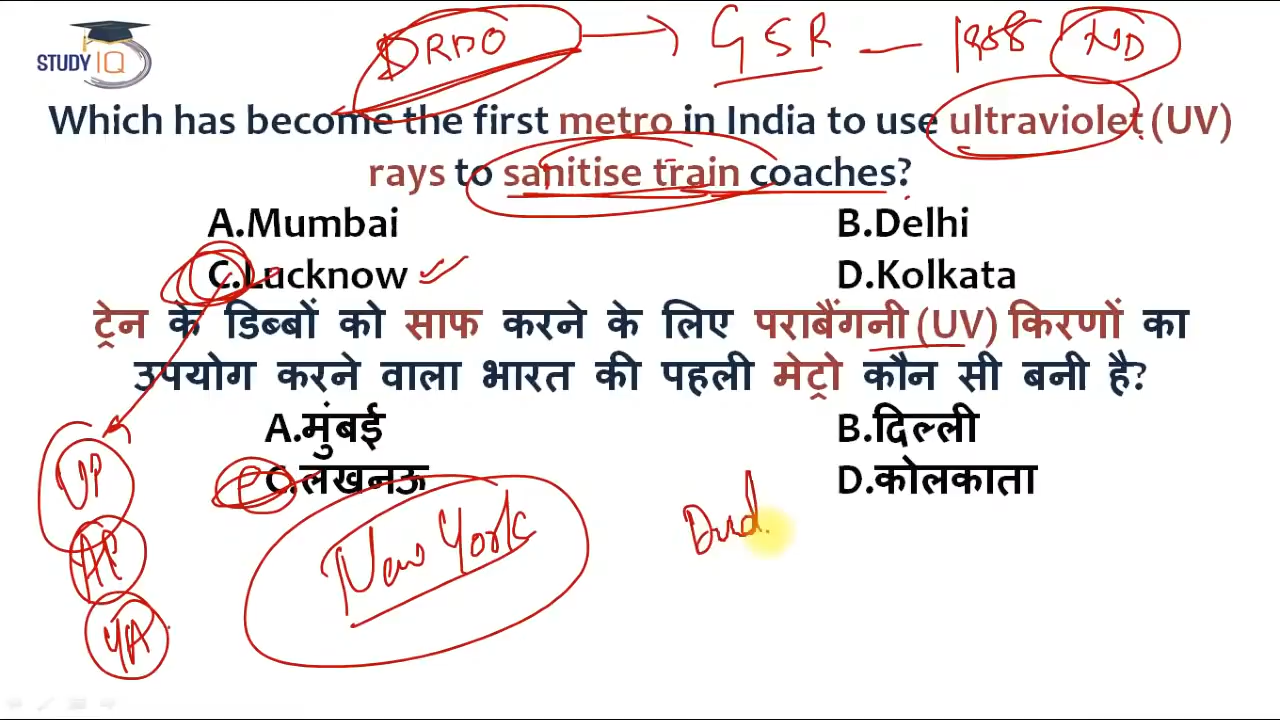 STUDY IQ
DRDO → GSR — 1988 ND
Which has become the first metro in India to use ultraviolet (UV)
rays to sanitise train coaches?
A.Mumbai B.Delhi
C.Lucknow D.Kolkata
ट्रेन के डिब्बों को साफ करने के लिए पराबैंगनी (UV) किरणों का
उपयोग करने वाला भारत की पहली मेट्रो कौन सी बनी है?
A.मुंबई B.दिल्ली
C.लखनऊ D.कोलकाता
UP
AP
YA
New York